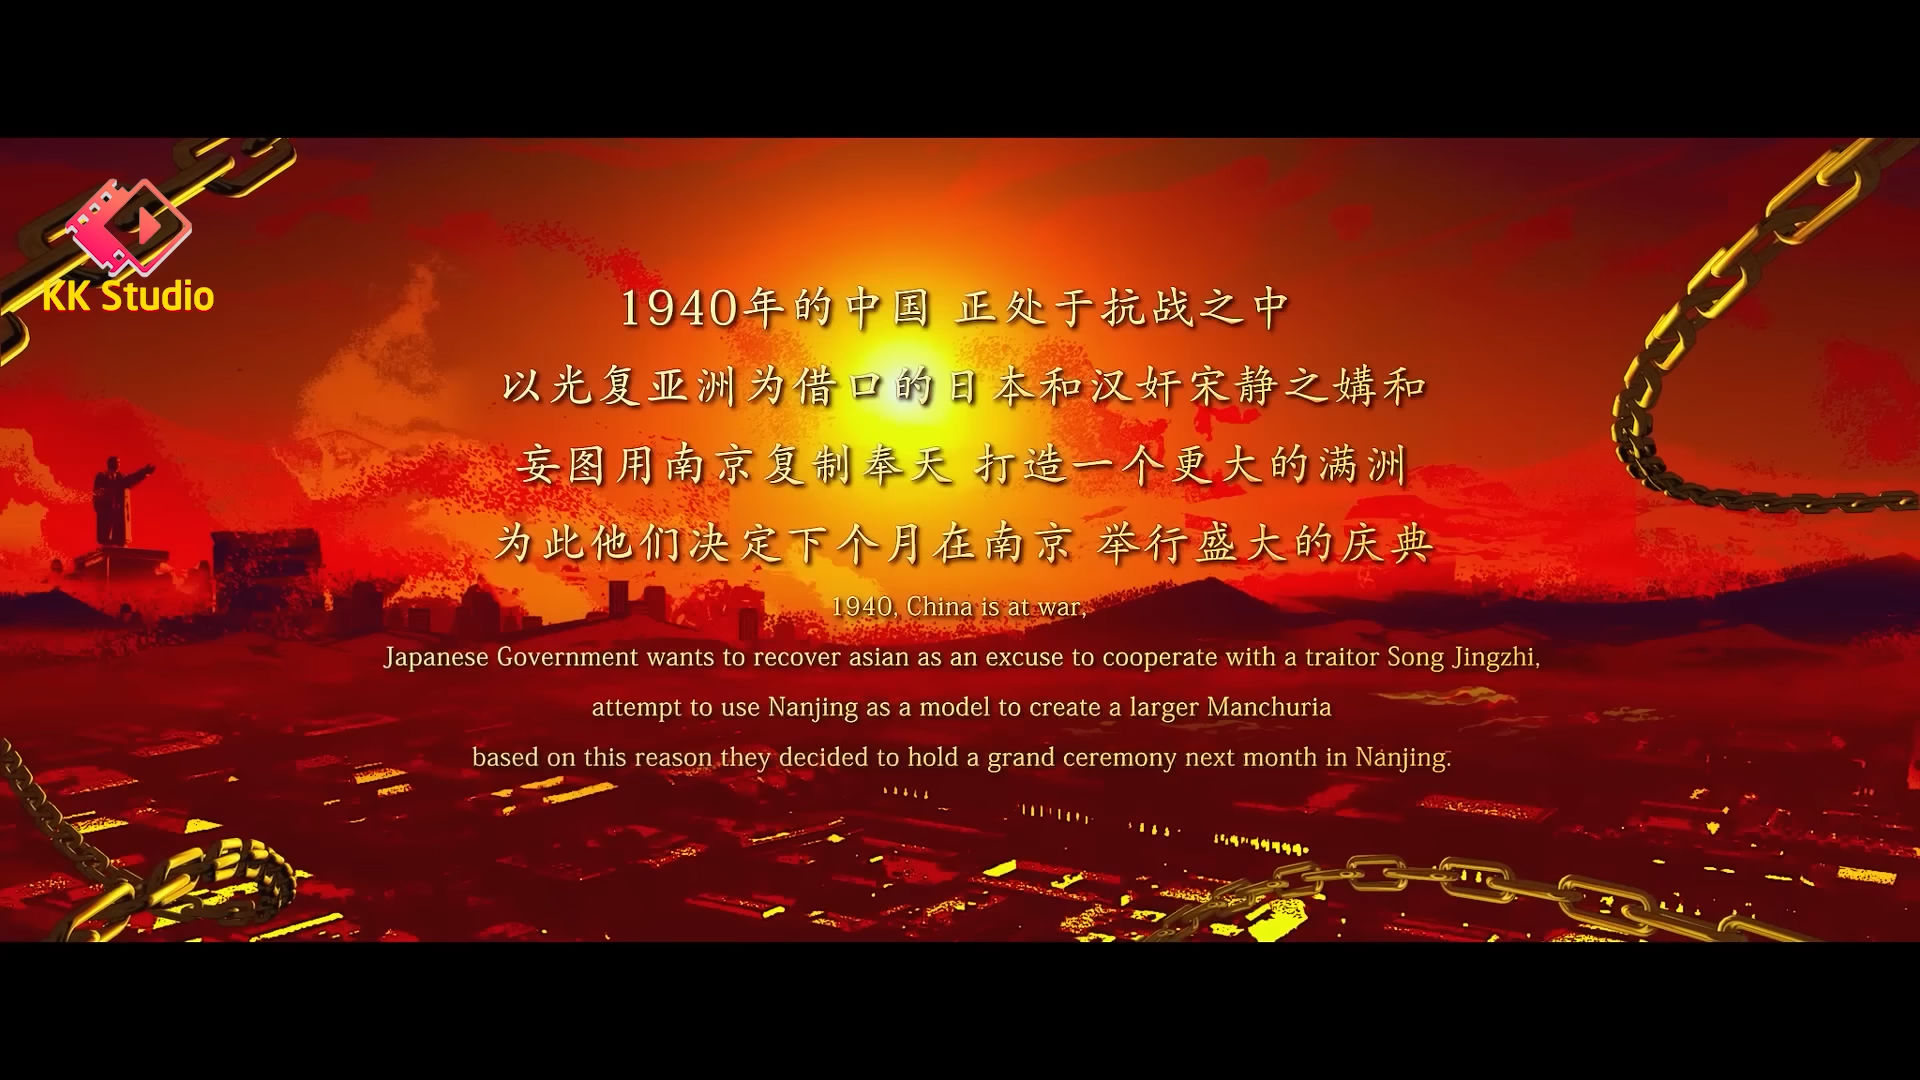 KK Studio
1940年的中国 正处于抗战之中
以光复亚洲为借口的日本和汉奸宋静之媾和
妄图用南京复制奉天 打造一个更大的满洲
为此他们决定下个月在南京 举行盛大的庆典
1940, China is at war,
Japanese Government wants to recover asian as an excuse to cooperate with a traitor Song Jingzhi,
attempt to use Nanjing as a model to create a larger Manchuria
based on this reason they decided to hold a grand ceremony next month in Nanjing.